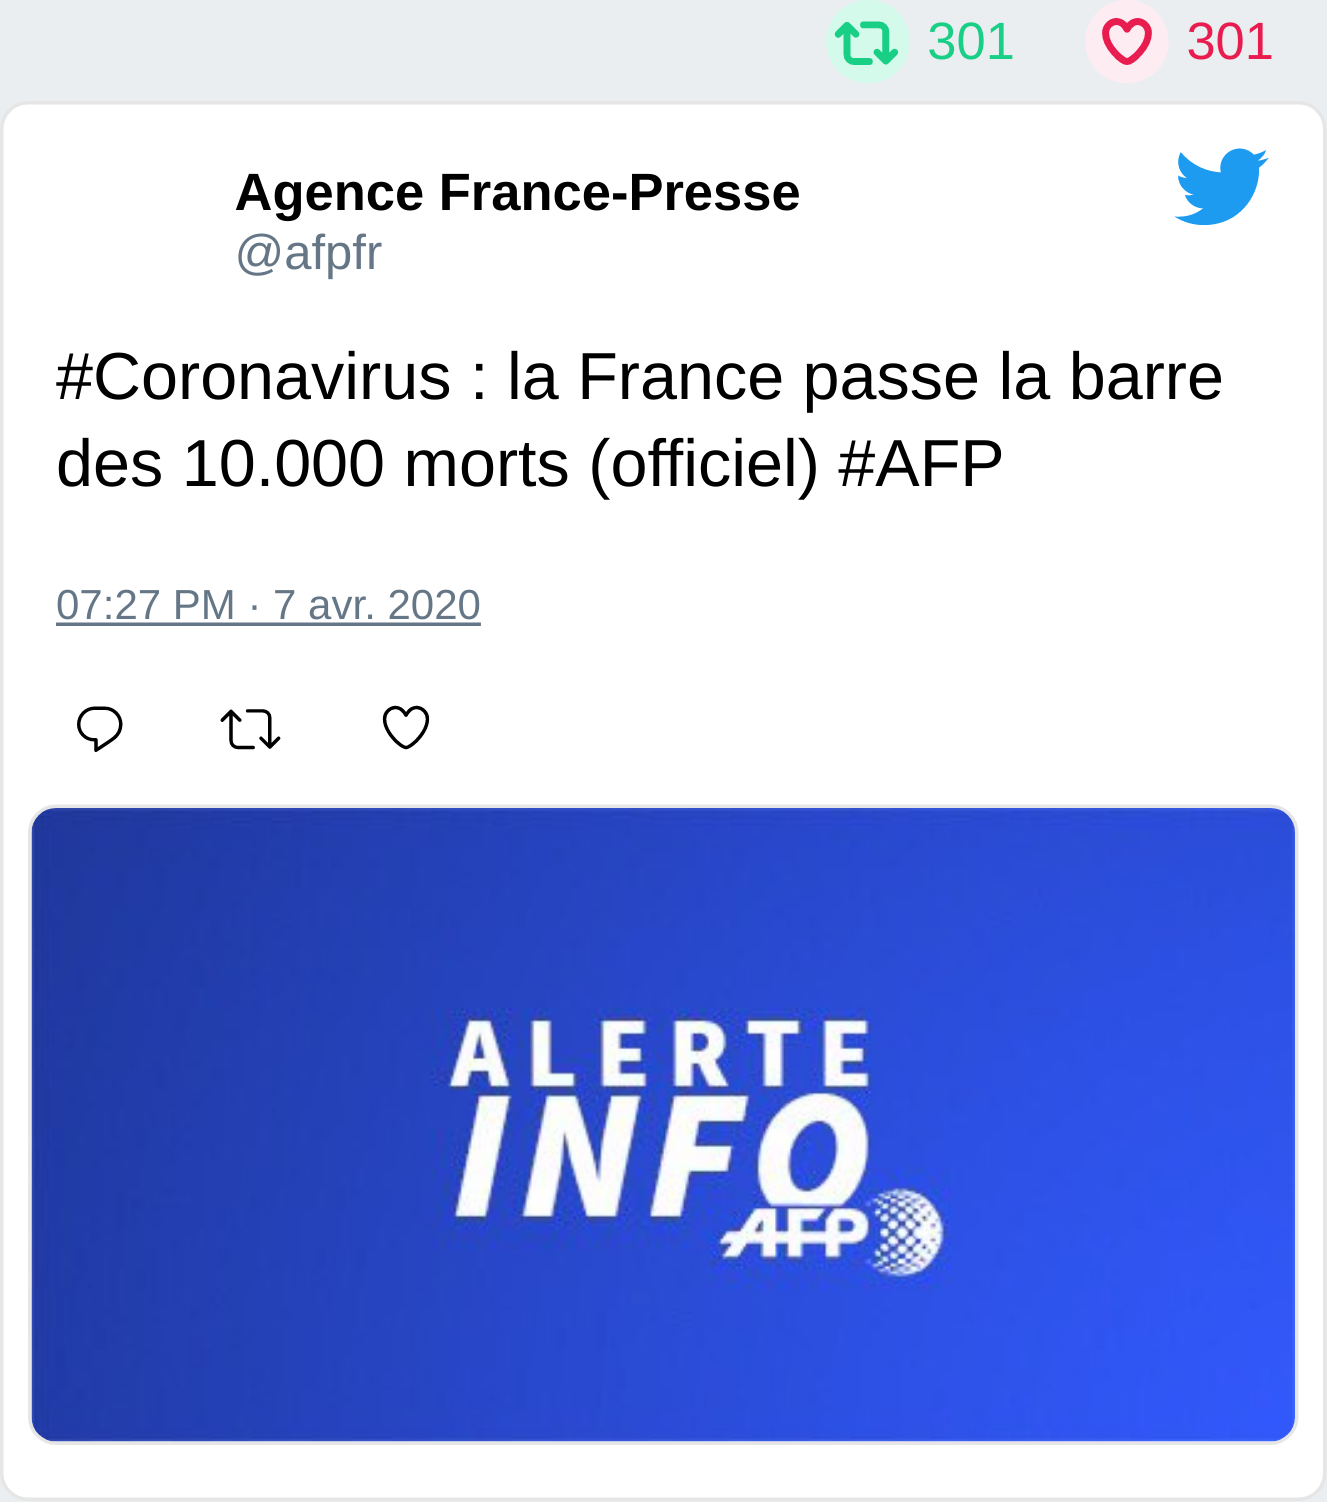 301 301
Agence France-Presse
@afpfr
#Coronavirus : la France passe la barre
des 10.000 morts (officiel) #AFP
07:27 PM · 7 avr. 2020
ALERTE
INFO
AFP